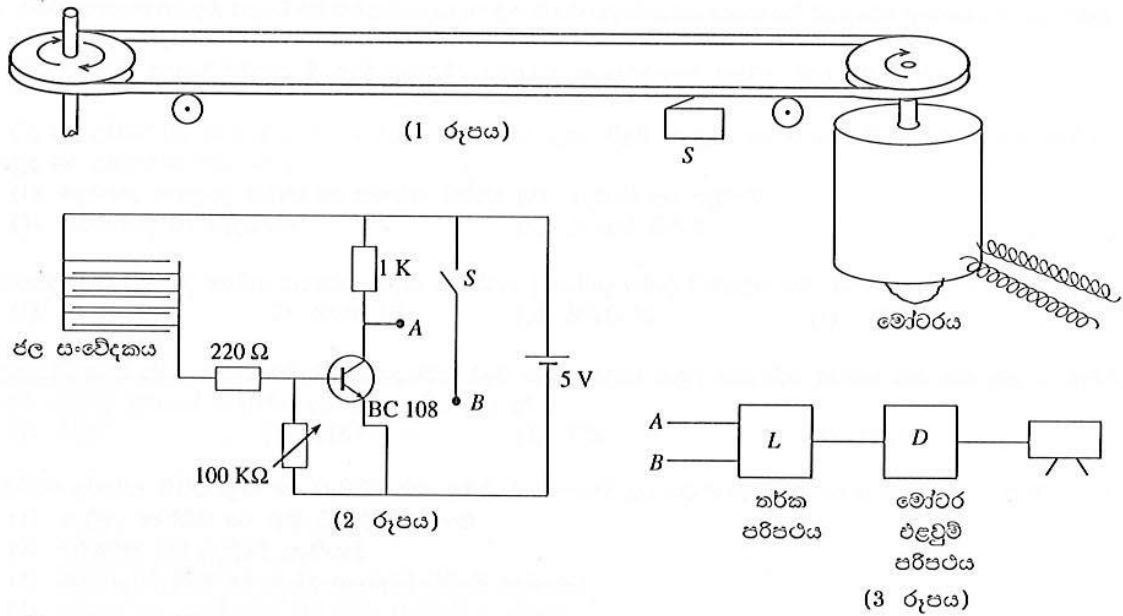 (1 රූපය)
S
මෝටරය
1 K
S
A
ජල සංවේදකය
220 Ω
BC 108
B
5 V
100 KΩ
(2 රූපය)
A
B
L
D
තර්ක
පරිපථය
මෝටර
එළවුම්
පරිපථය
(3 රූපය)